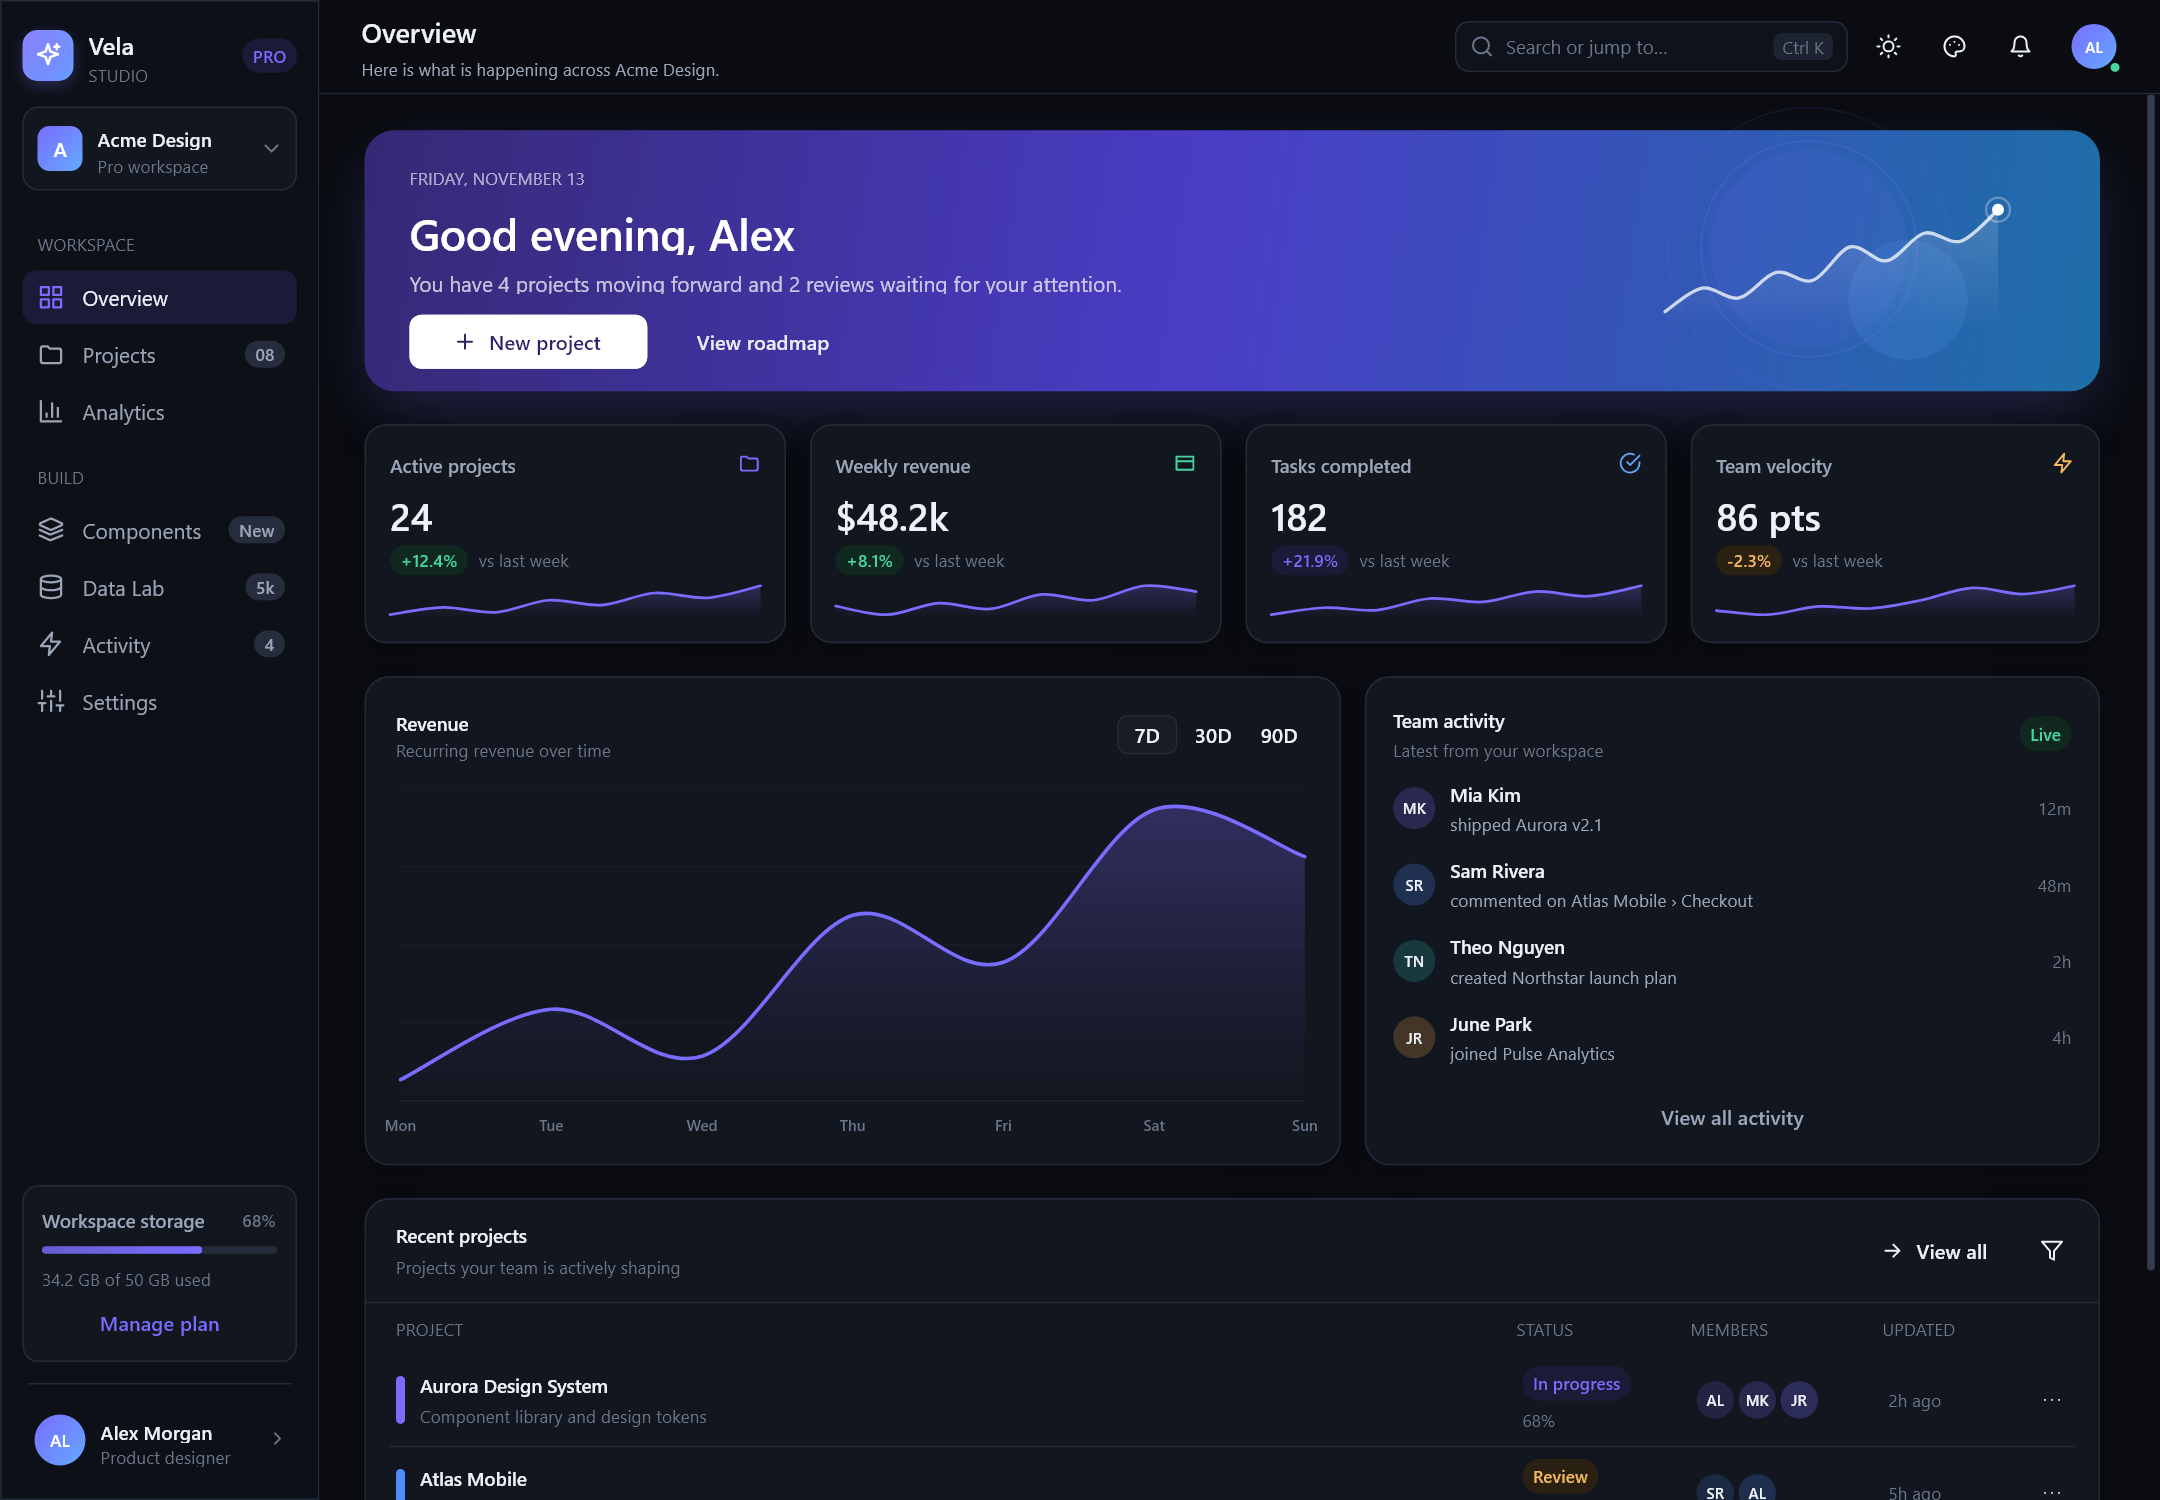 Vela
STUDIO
PRO
Acme Design
Pro workspace
A
WORKSPACE
Overview
Projects
08
Analytics
BUILD
Components
New
Data Lab
5k
Activity
4
Settings
Workspace storage
68%
34.2 GB of 50 GB used
Manage plan
AL
Alex Morgan
Product designer
Overview
Here is what is happening across Acme Design.
Search or jump to...
Ctrl K
AL
FRIDAY, NOVEMBER 13
Good evening, Alex
You have 4 projects moving forward and 2 reviews waiting for your attention.
New project
View roadmap
Active projects
24
+12.4% vs last week
Weekly revenue
$48.2k
+8.1% vs last week
Tasks completed
182
+21.9% vs last week
Team velocity
86 pts
-2.3% vs last week
Revenue
Recurring revenue over time
7D 30D 90D
Mon Tue Wed Thu Fri Sat Sun
Team activity
Latest from your workspace
Live
MK
Mia Kim
shipped Aurora v2.1
12m
SR
Sam Rivera
commented on Atlas Mobile › Checkout
48m
TN
Theo Nguyen
created Northstar launch plan
2h
JR
June Park
joined Pulse Analytics
4h
View all activity
Recent projects
Projects your team is actively shaping
View all
PROJECT STATUS MEMBERS UPDATED
Aurora Design System
Component library and design tokens
In progress
68%
AL MK JR
2h ago
...
Atlas Mobile
Review
SR AL
5h ago
...